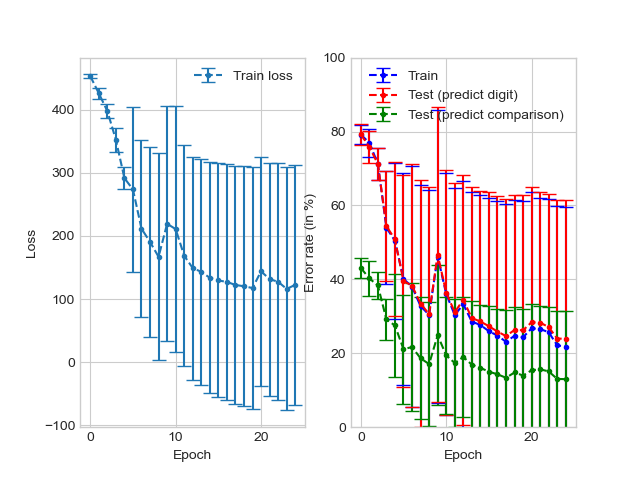 Train loss
400
300
200
100
0
−100
0
10
20
Epoch
Loss
Train
Test (predict digit)
Test (predict comparison)
100
80
60
40
20
0
0
10
20
Epoch
Error rate (in %)